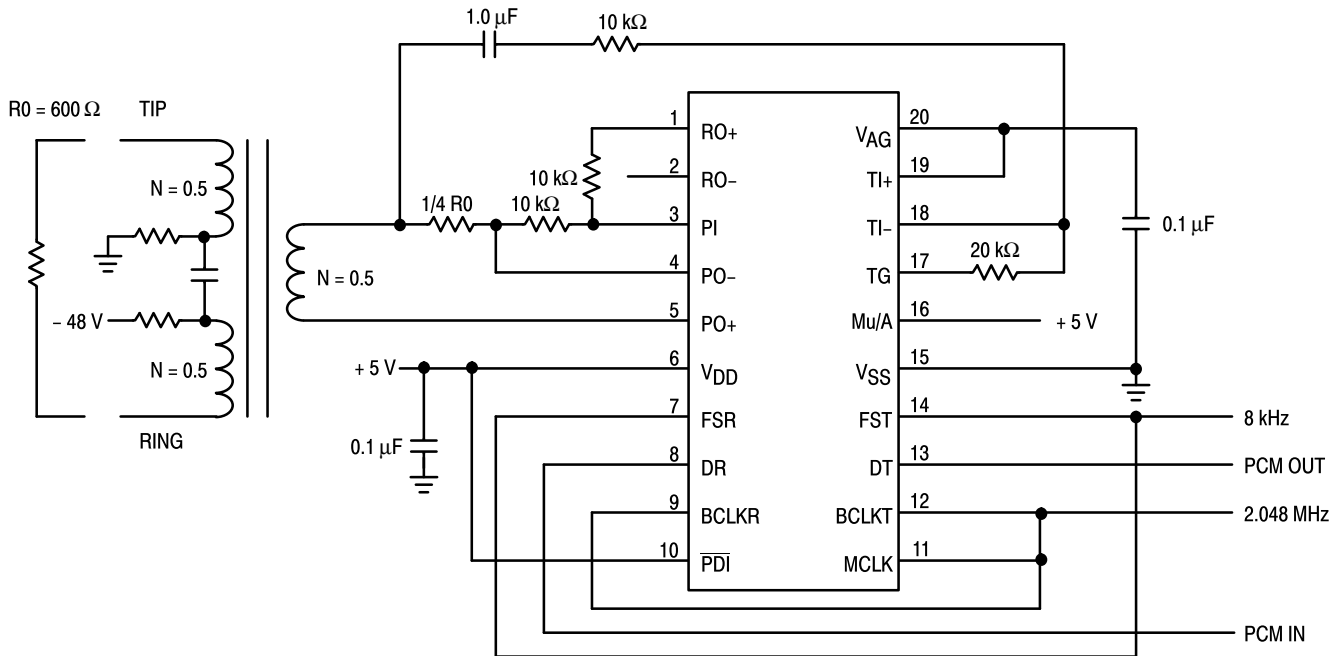 1.0 µF
10 kΩ
R0 = 600 Ω
TIP
N = 0.5
– 48 V
N = 0.5
RING
N = 0.5
1/4 R0
10 kΩ
10 kΩ
+ 5 V
0.1 µF
1 RO+
2 RO–
3 PI
4 PO–
5 PO+
6 VDD
7 FSR
8 DR
9 BCLKR
10 PDI
VAG 20
TI+ 19
TI– 18
TG 17
Mu/A 16
VSS 15
FST 14
DT 13
BCLKT 12
MCLK 11
20 kΩ
0.1 µF
+ 5 V
8 kHz
PCM OUT
2.048 MHz
PCM IN